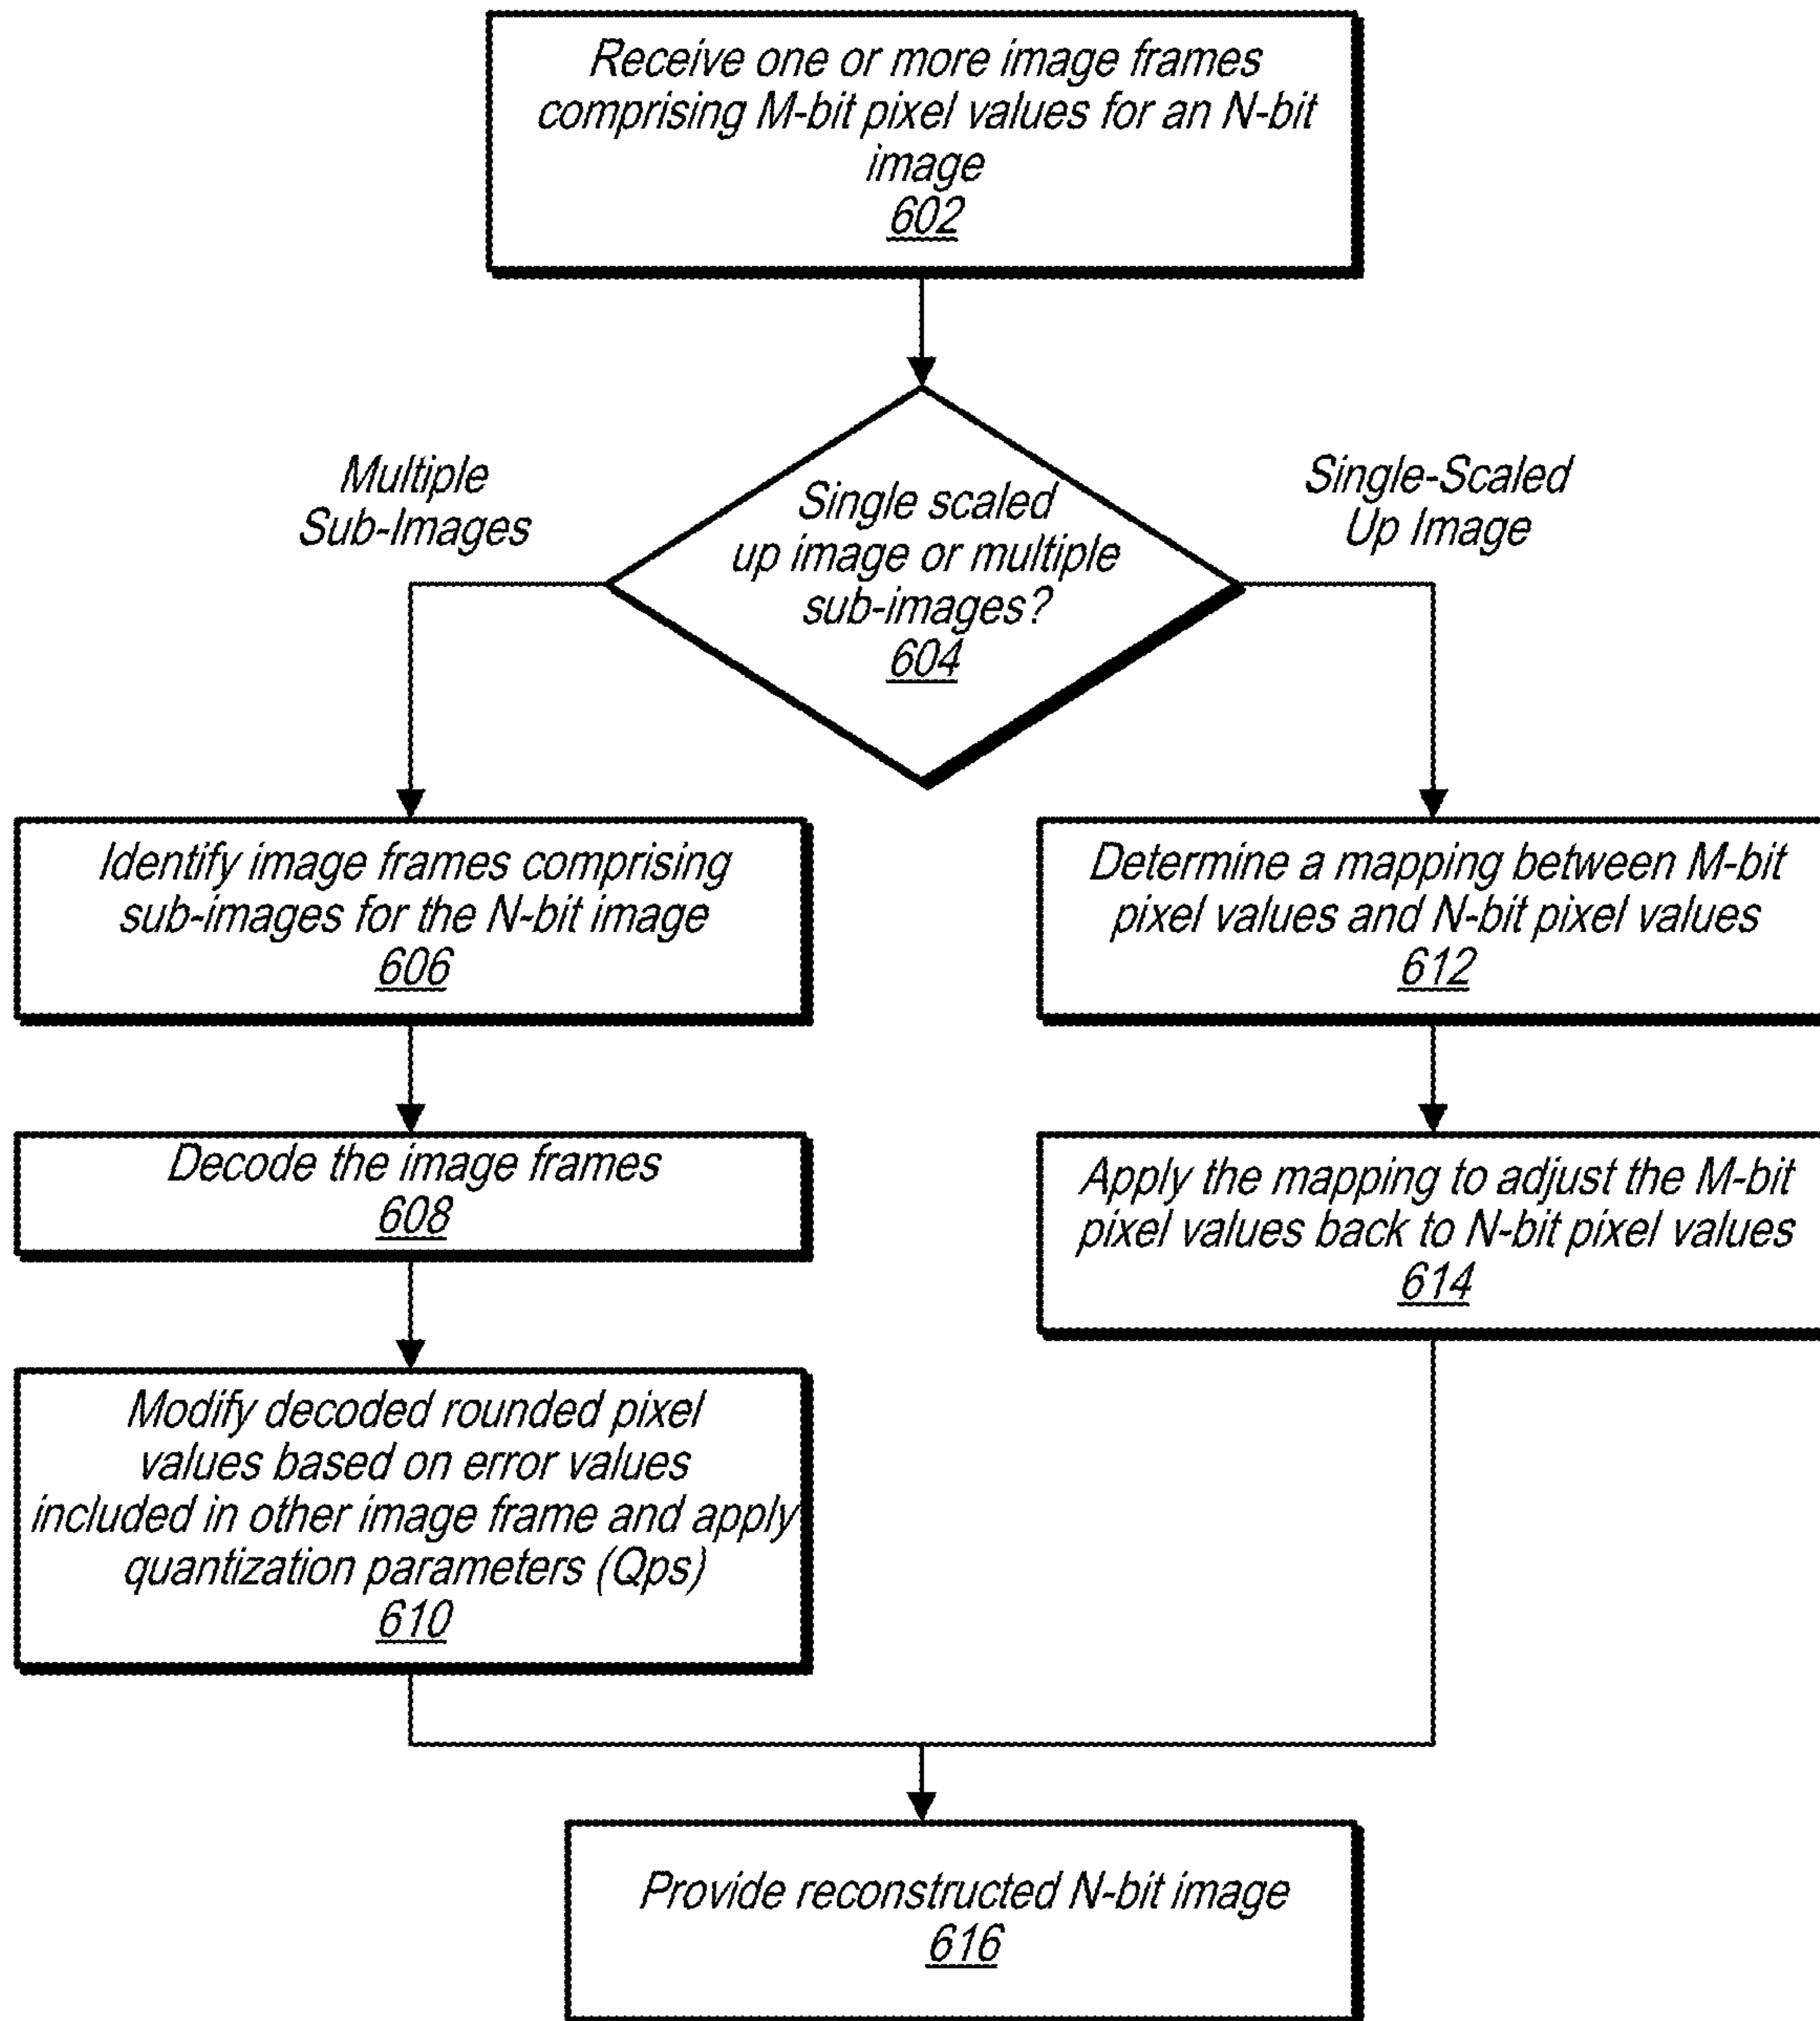 Receive one or more image frames
comprising M-bit pixel values for an N-bit
image
602
Multiple
Sub-Images
Single scaled
up image or multiple
sub-images?
604
Single-Scaled
Up Image
Identify image frames comprising
sub-images for the N-bit image
606
Decode the image frames
608
Modify decoded rounded pixel
values based on error values
included in other image frame and apply
quantization parameters (Qps)
610
Determine a mapping between M-bit
pixel values and N-bit pixel values
612
Apply the mapping to adjust the M-bit
pixel values back to N-bit pixel values
614
Provide reconstructed N-bit image
616